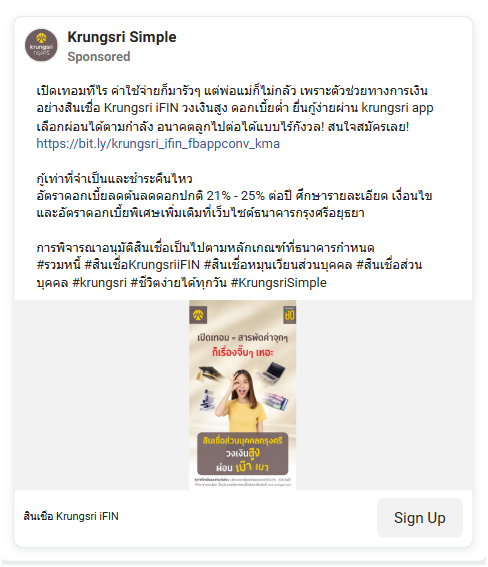 Krungsri Simple
Sponsored
krungsri
กรุงศรี
เปิดเทอมทีไร ค่าใช้จ่ายก็มารัวๆ แต่พ่อแม่ก็ไม่กลัว เพราะตัวช่วยทางการเงิน
อย่างสินเชื่อ Krungsri iFIN วงเงินสูง ดอกเบี้ยต่ำ ยื่นกู้ง่ายผ่าน krungsri app
เลือกผ่อนได้ตามกำลัง อนาคตลูกไปต่อได้แบบไร้กังวล! สนใจสมัครเลย!
https://bit.ly/krungsri_ifin_fbappconv_kma
กู้เท่าที่จำเป็นและชำระคืนไหว
อัตราดอกเบี้ยลดต้นลดดอกปกติ 21% - 25% ต่อปี ศึกษารายละเอียด เงื่อนไข
และอัตราดอกเบี้ยพิเศษเพิ่มเติมที่เว็บไซต์ธนาคารกรุงศรีอยุธยา
การพิจารณาอนุมัติสินเชื่อเป็นไปตามหลักเกณฑ์ที่ธนาคารกำหนด
#รวมหนี้ #สินเชื่อKrungsriiFIN #สินเชื่อหมุนเวียนส่วนบุคคล #สินเชื่อส่วน
บุคคล #krungsri #ชีวิตง่ายได้ทุกวัน #KrungsriSimple
เปิดเทอม = สารพัดค่าจุกๆ
ก็เรื่องจิ๊บๆ เหอะ
สินเชื่อส่วนบุคคลกรุงศรี
วงเงินสูง
ผ่อน เบ๊า เบา
สินเชื่อ Krungsri iFIN
Sign Up